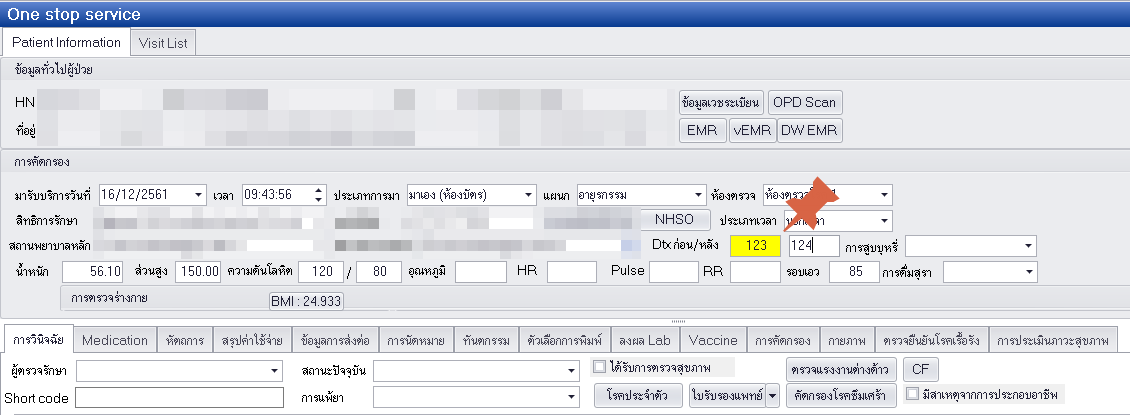 One stop service
Patient Information Visit List
ข้อมูลทั่วไปผู้ป่วย
HN ข้อมูลเวชระเบียน OPD Scan
ที่อยู่ EMR vEMR DW EMR
การคัดกรอง
มารับบริการวันที่ 16/12/2561 เวลา 09:43:56 ประเภทการมา มาเอง (ห้องบัตร) แผนก อายุรกรรม ห้องตรวจ
สิทธิการรักษา NHSO ประเภทเวลา
สถานพยาบาลหลัก Dtx ก่อน/หลัง 123 124 การสูบบุหรี่
น้ำหนัก 56.10 ส่วนสูง 150.00 ความดันโลหิต 120 / 80 อุณหภูมิ HR Pulse RR รอบเอว 85 การดื่มสุรา
การตรวจร่างกาย BMI : 24.933
การวินิจฉัย Medication หัตถการ สรุปค่าใช้จ่าย ข้อมูลการส่งต่อ การนัดหมาย ทันตกรรม ตัวเลือกการพิมพ์ ลงผล Lab Vaccine การคัดกรอง กายภาพ ตรวจยืนยันโรคเรื้อรัง การประเมินภาวะสุขภาพ
ผู้ตรวจรักษา สถานะปัจจุบัน ได้รับการตรวจสุขภาพ ตรวจแรงงานต่างด้าว CF
Short code การแพ้ยา โรคประจำตัว ใบรับรองแพทย์ คัดกรองโรคซึมเศร้า มีสาเหตุจากการประกอบอาชีพ